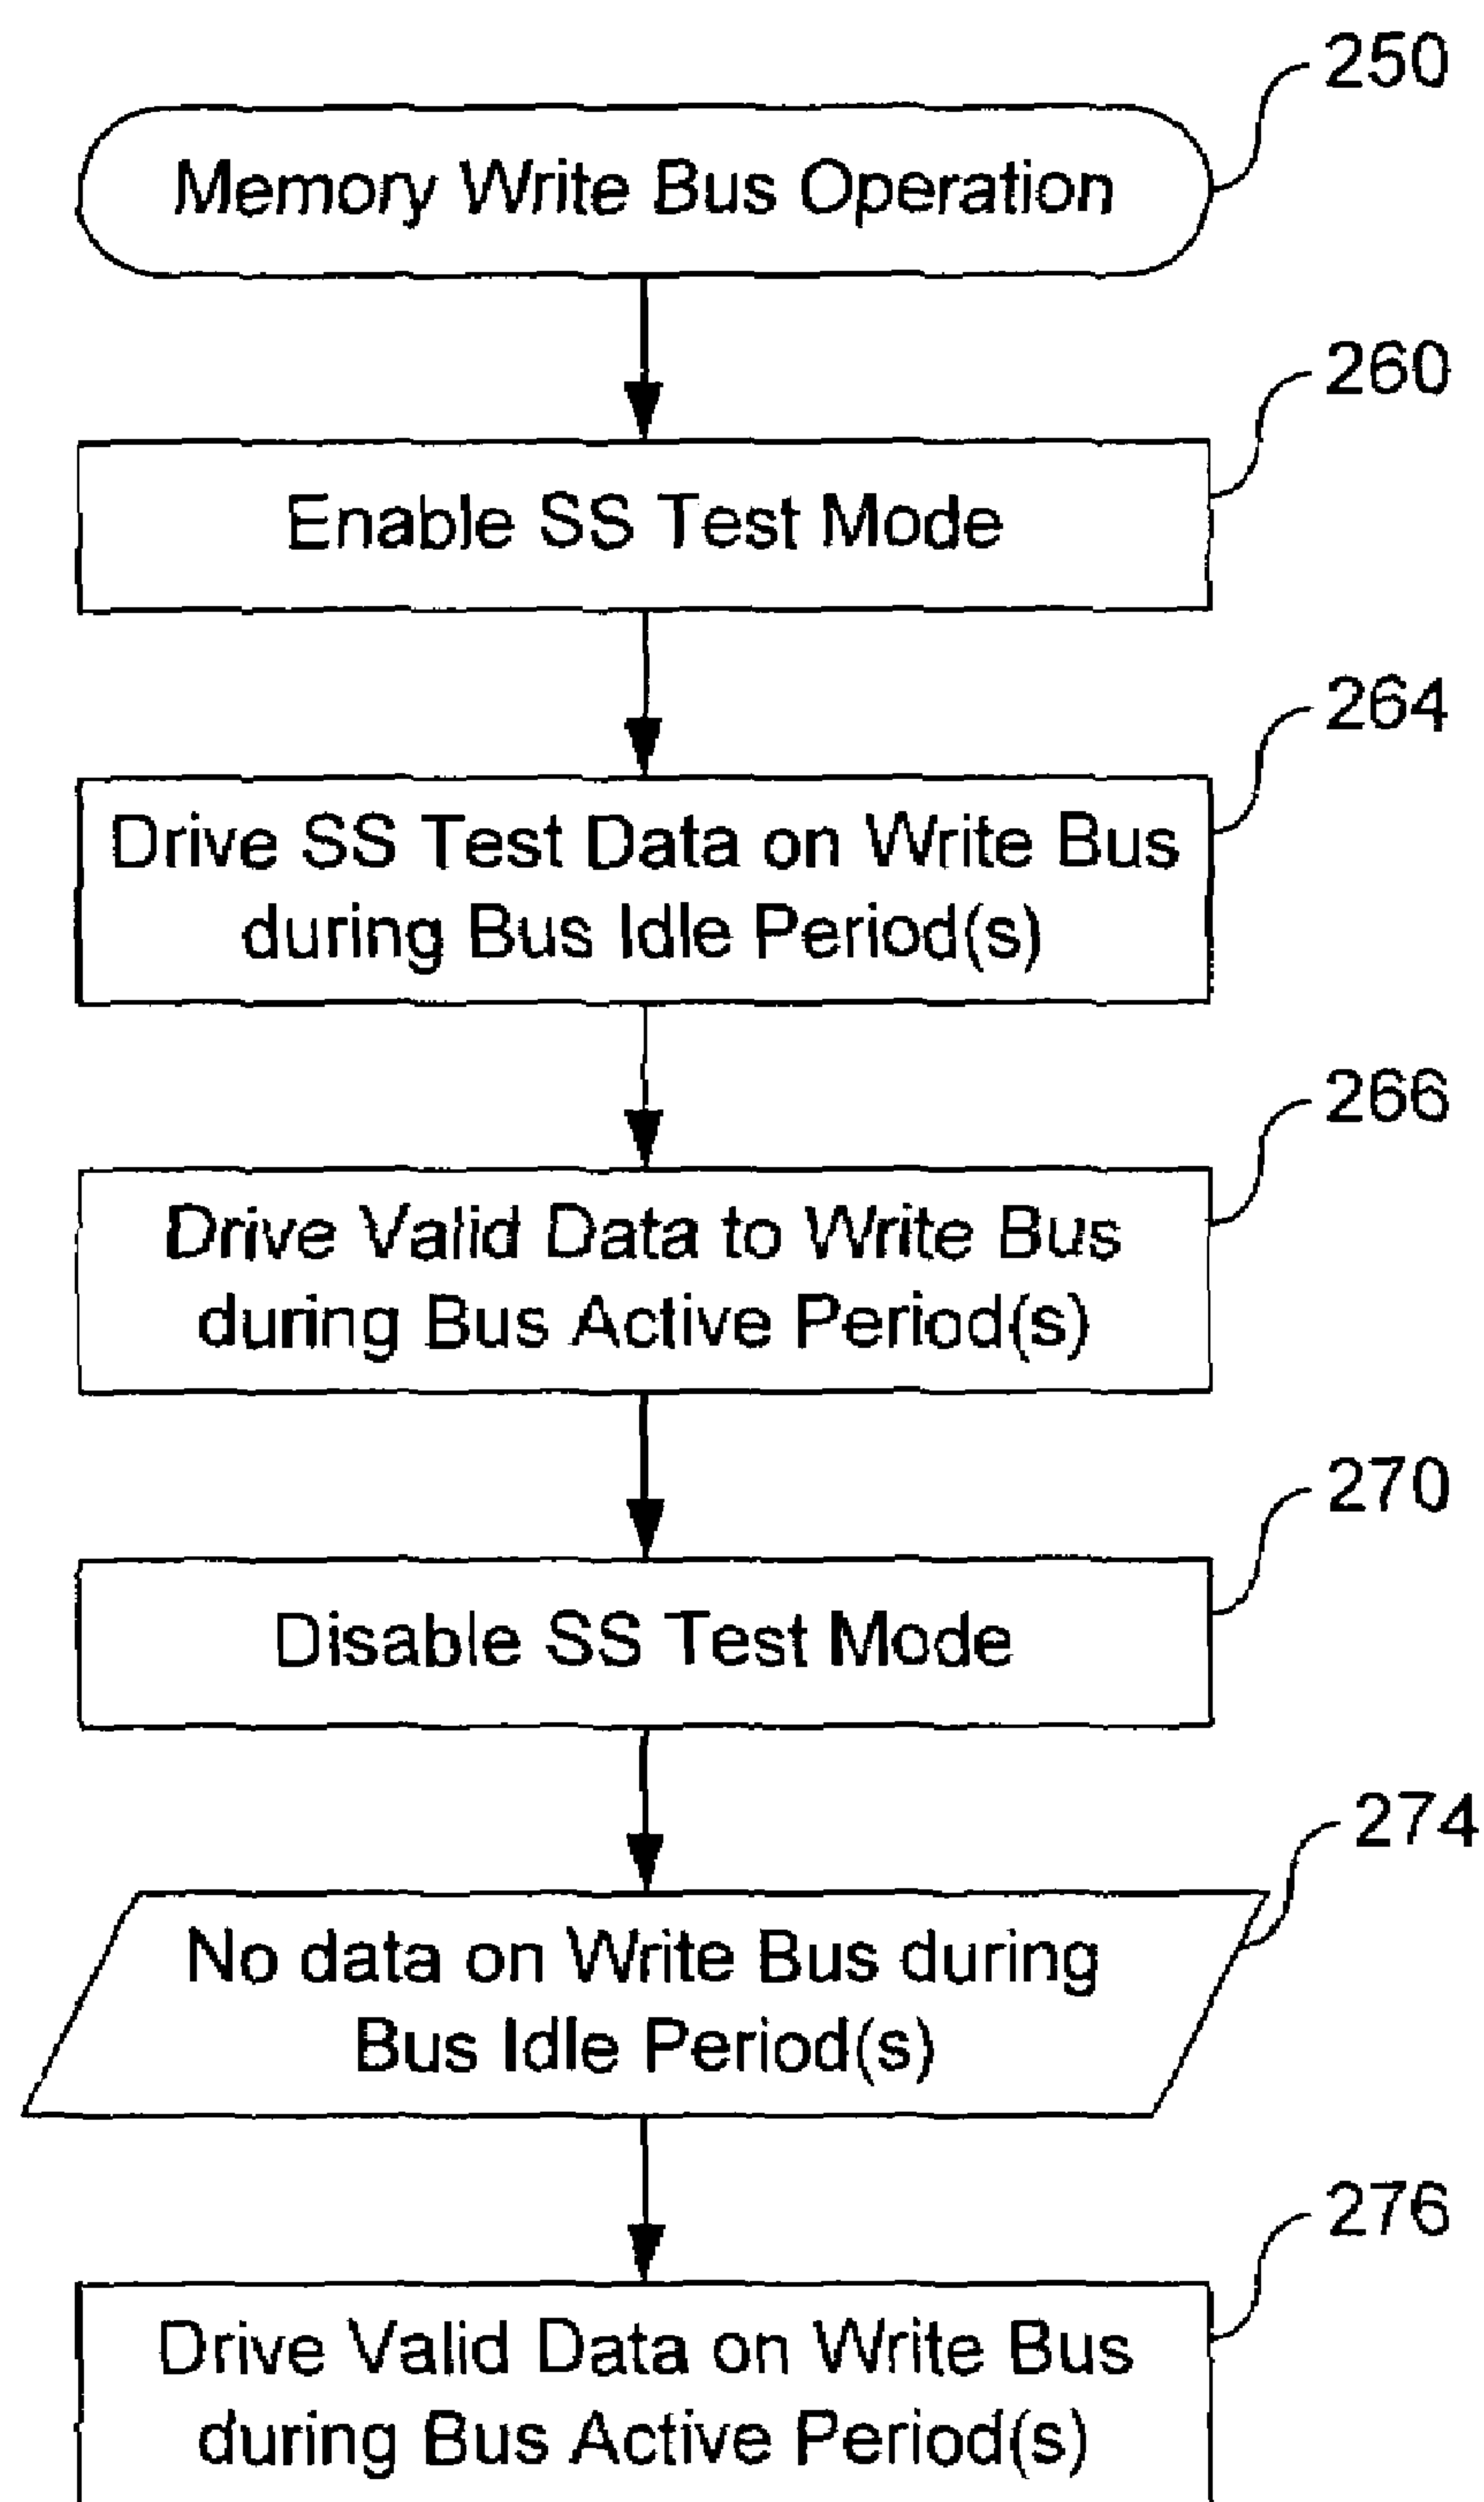 250
Memory Write Bus Operation
260
Enable SS Test Mode
264
Drive SS Test Data on Write Bus
during Bus Idle Period(s)
266
Drive Valid Data to Write Bus
during Bus Active Period(s)
270
Disable SS Test Mode
274
No data on Write Bus during
Bus Idle Period(s)
276
Drive Valid Data on Write Bus
during Bus Active Period(s)